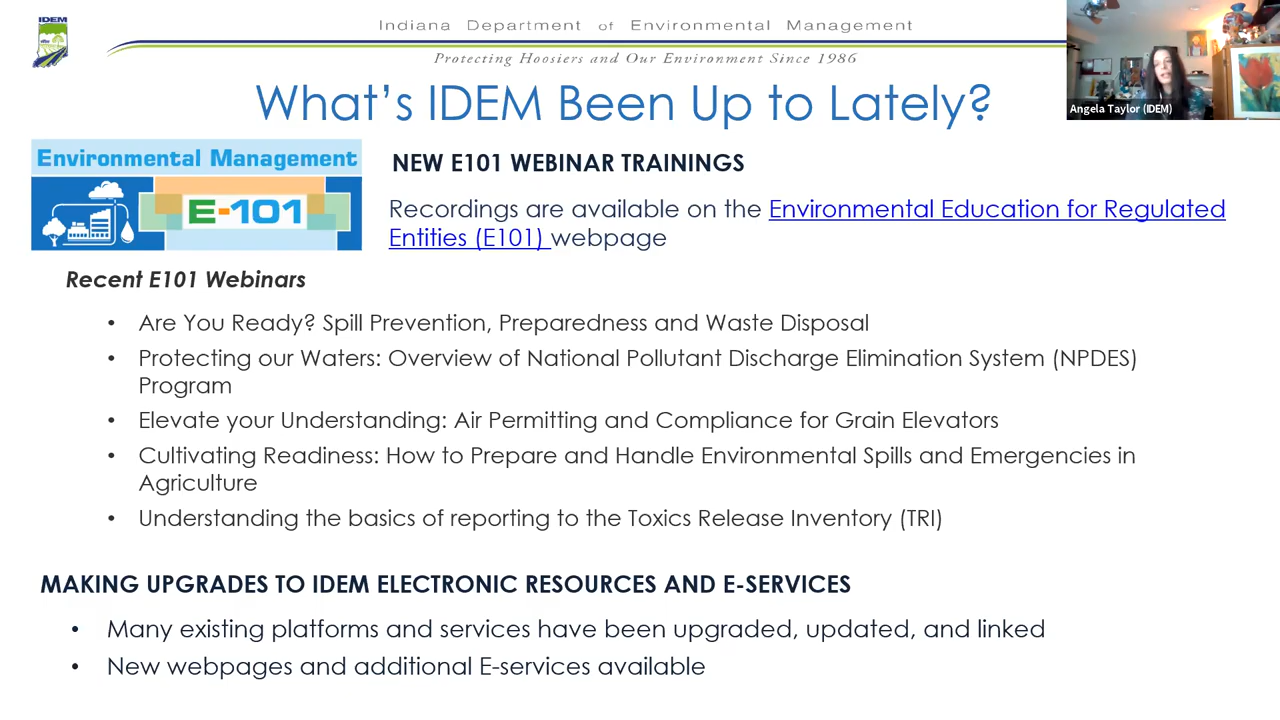 IDEM
Indiana Department of Environmental Management
Protecting Hoosiers and Our Environment Since 1986
What's IDEM Been Up to Lately?
Angela Taylor (IDEM)
Environmental Management
E-101
NEW E101 WEBINAR TRAININGS
Recordings are available on the Environmental Education for Regulated
Entities (E101) webpage
Recent E101 Webinars
• Are You Ready? Spill Prevention, Preparedness and Waste Disposal
• Protecting our Waters: Overview of National Pollutant Discharge Elimination System (NPDES)
Program
• Elevate your Understanding: Air Permitting and Compliance for Grain Elevators
• Cultivating Readiness: How to Prepare and Handle Environmental Spills and Emergencies in
Agriculture
• Understanding the basics of reporting to the Toxics Release Inventory (TRI)
MAKING UPGRADES TO IDEM ELECTRONIC RESOURCES AND E-SERVICES
• Many existing platforms and services have been upgraded, updated, and linked
• New webpages and additional E-services available